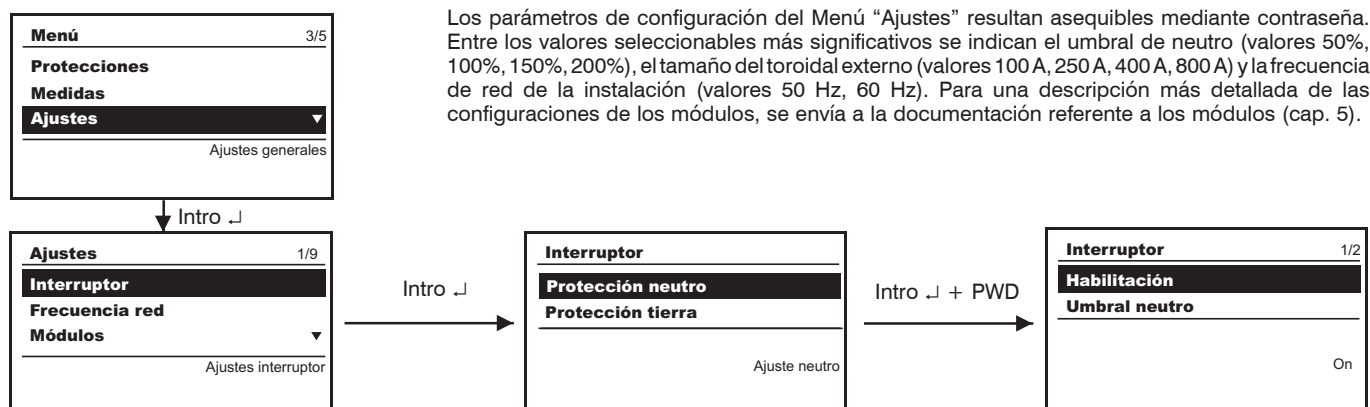 Los parámetros de configuración del Menú “Ajustes” resultan asequibles mediante contraseña.
Entre los valores seleccionables más significativos se indican el umbral de neutro (valores 50%,
100%, 150%, 200%), el tamaño del toroidal externo (valores 100 A, 250 A, 400 A, 800 A) y la frecuencia
de red de la instalación (valores 50 Hz, 60 Hz). Para una descripción más detallada de las
configuraciones de los módulos, se envía a la documentación referente a los módulos (cap. 5).
Menú 3/5
Protecciones
Medidas
Ajustes ▼
Ajustes generales
Intro ↵
Ajustes 1/9
Interruptor
Frecuencia red
Módulos ▼
Ajustes interruptor
Intro ↵
Interruptor
Protección neutro
Protección tierra
Ajuste neutro
Intro ↵ + PWD
Interruptor 1/2
Habilitación
Umbral neutro
On